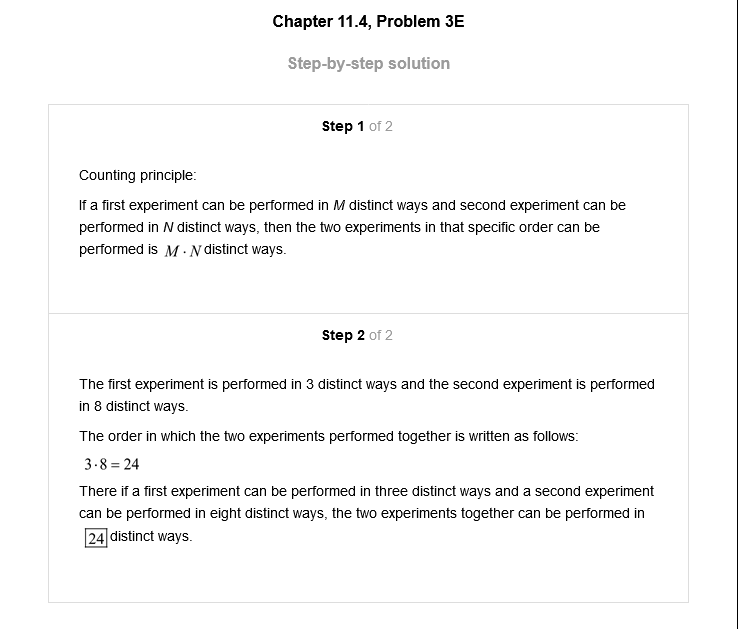 Chapter 11.4, Problem 3E
Step-by-step solution
Step 1 of 2
Counting principle:
If a first experiment can be performed in M distinct ways and second experiment can be
performed in N distinct ways, then the two experiments in that specific order can be
performed is M · N distinct ways.
Step 2 of 2
The first experiment is performed in 3 distinct ways and the second experiment is performed
in 8 distinct ways.
The order in which the two experiments performed together is written as follows:
3·8 = 24
There if a first experiment can be performed in three distinct ways and a second experiment
can be performed in eight distinct ways, the two experiments together can be performed in
24 distinct ways.